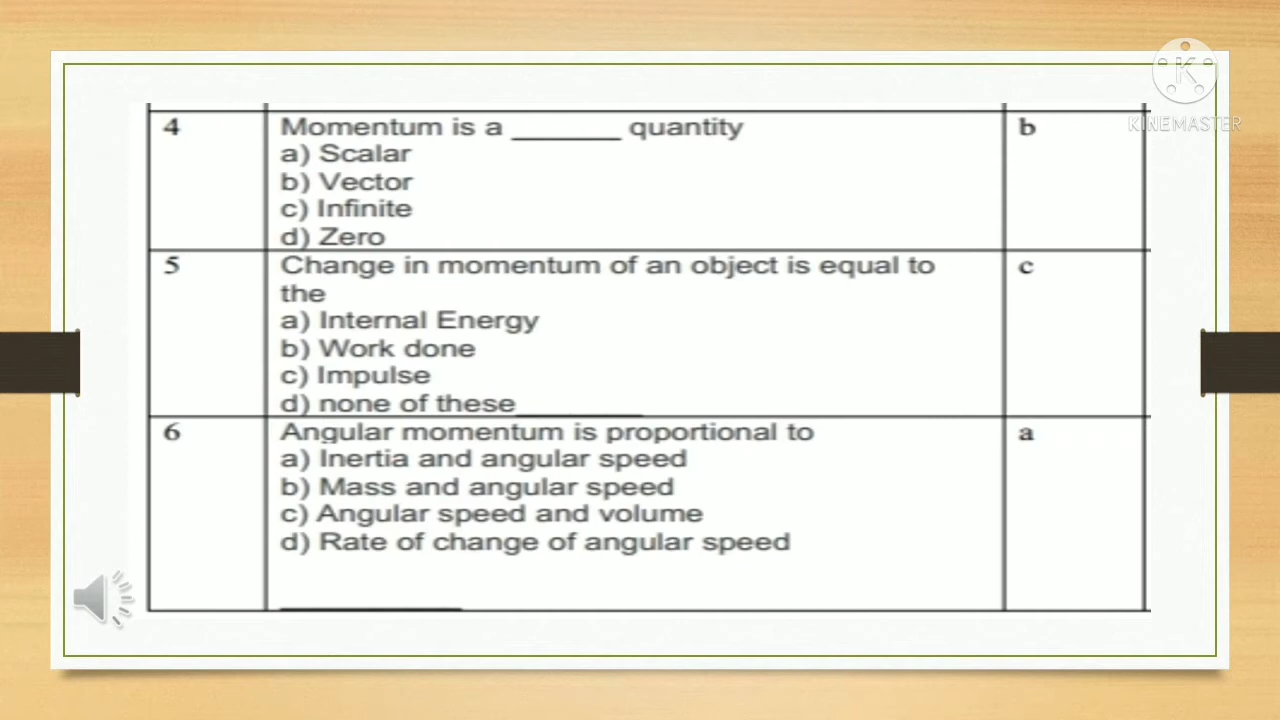 4 Momentum is a _______ quantity b
a) Scalar
b) Vector
c) Infinite
d) Zero
5 Change in momentum of an object is equal to c
the
a) Internal Energy
b) Work done
c) Impulse
d) none of these________
6 Angular momentum is proportional to a
a) Inertia and angular speed
b) Mass and angular speed
c) Angular speed and volume
d) Rate of change of angular speed
K
KINEMASTER